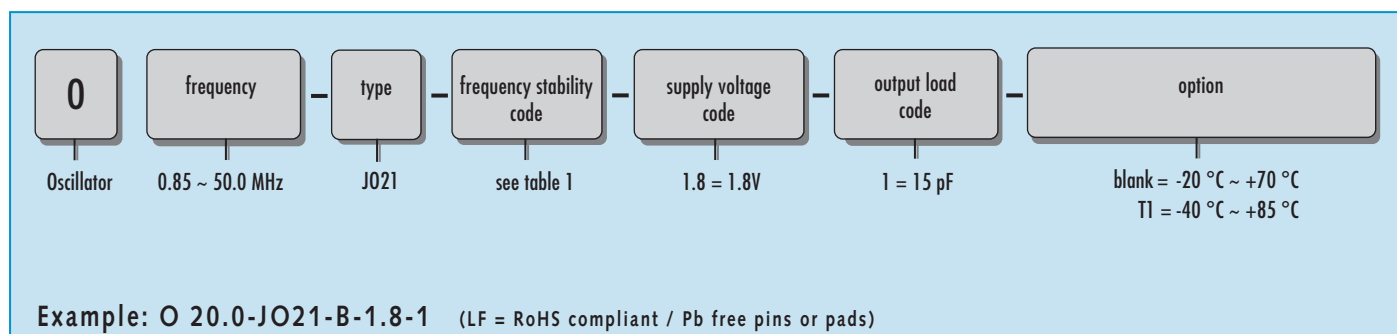 O
frequency
type
frequency stability
code
supply voltage
code
output load
code
option
Oscillator
0.85 ~ 50.0 MHz
JO21
see table 1
1.8 = 1.8V
1 = 15 pF
blank = -20 °C ~ +70 °C
T1 = -40 °C ~ +85 °C
Example: O 20.0-JO21-B-1.8-1 (LF = RoHS compliant / Pb free pins or pads)